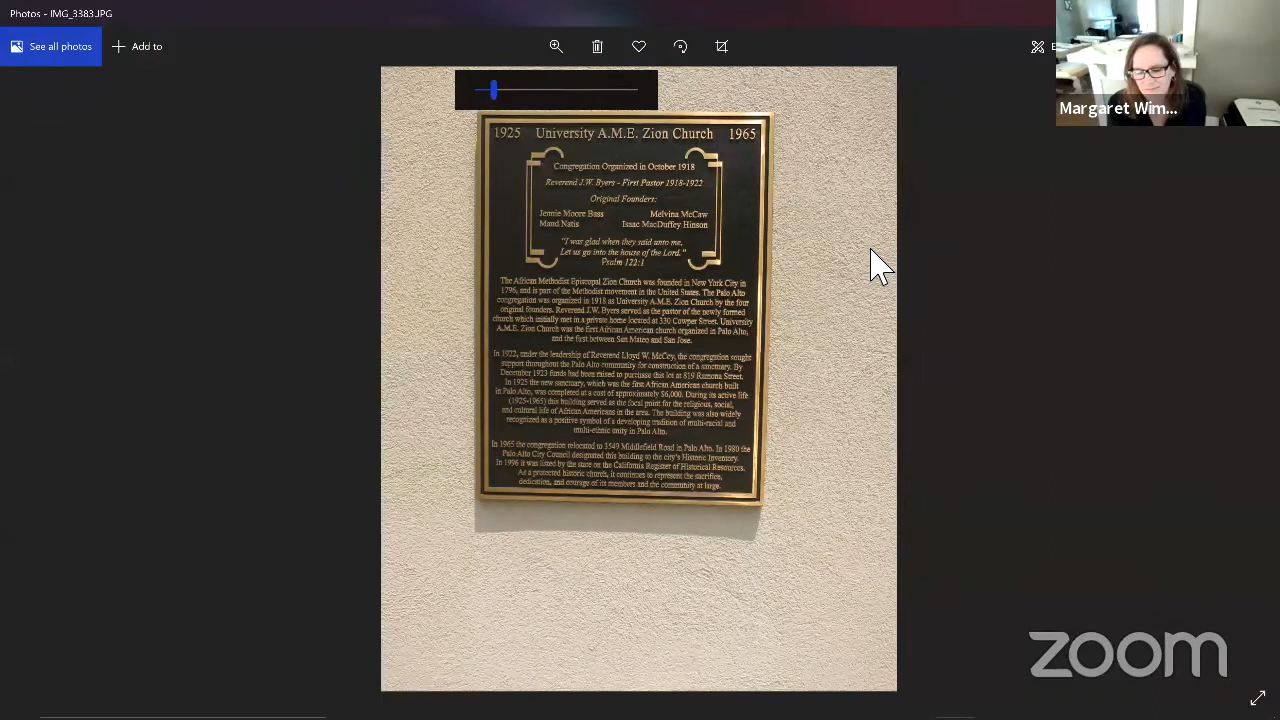 Photos - IMG_3383.JPG
See all photos
Add to
Margaret Wim...
1925 University A.M.E. Zion Church 1965
Congregation Organized in October 1918
Reverend J.W. Byers - First Pastor 1918-1922
Original Founders:
Jennie Moore Bass Melvina McCaw
Maud Natis Isaac MacDuffey Hinson
"I was glad when they said unto me,
Let us go into the house of the Lord."
Psalm 122:1
The African Methodist Episcopal Zion Church was founded in New York City in
1796, and is part of the Methodist movement in the United States. The Palo Alto
congregation was organized in 1918 as University A.M.E. Zion Church by the four
original founders. Reverend J.W. Byers served as the pastor of the newly formed
church which initially met in a private home located at 330 Cowper Street. University
A.M.E. Zion Church was the first African American church organized in Palo Alto,
and the first between San Mateo and San Jose.
In 1922, under the leadership of Reverend Lloyd W. McCoy, the congregation sought
support throughout the Palo Alto community for construction of a sanctuary. By
December 1923 funds had been raised to purchase this lot at 819 Ramona Street.
In 1925 the new sanctuary, which was the first African American church built
in Palo Alto, was completed at a cost of approximately $6,000. During its active life
(1925-1965) this building served as the focal point for the religious, social,
and cultural life of African Americans in the area. The building was also widely
recognized as a positive symbol of a developing tradition of multi-racial and
multi-ethnic unity in Palo Alto.
In 1965 the congregation relocated to 3549 Middlefield Road in Palo Alto. In 1980 the
Palo Alto City Council designated this building to the city's Historic Inventory.
In 1996 it was listed by the state on the California Register of Historical Resources.
As a protected historic church, it continues to represent the sacrifice,
dedication, and courage of its members and the community at large.
zoom